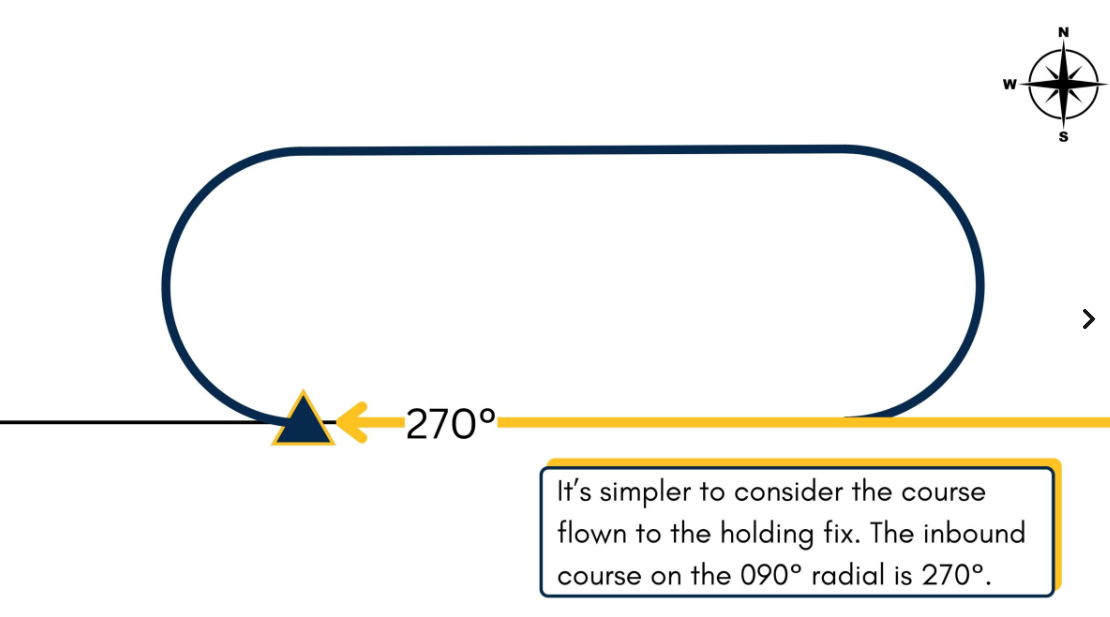 N
W
S
270°
It's simpler to consider the course
flown to the holding fix. The inbound
course on the 090° radial is 270°.